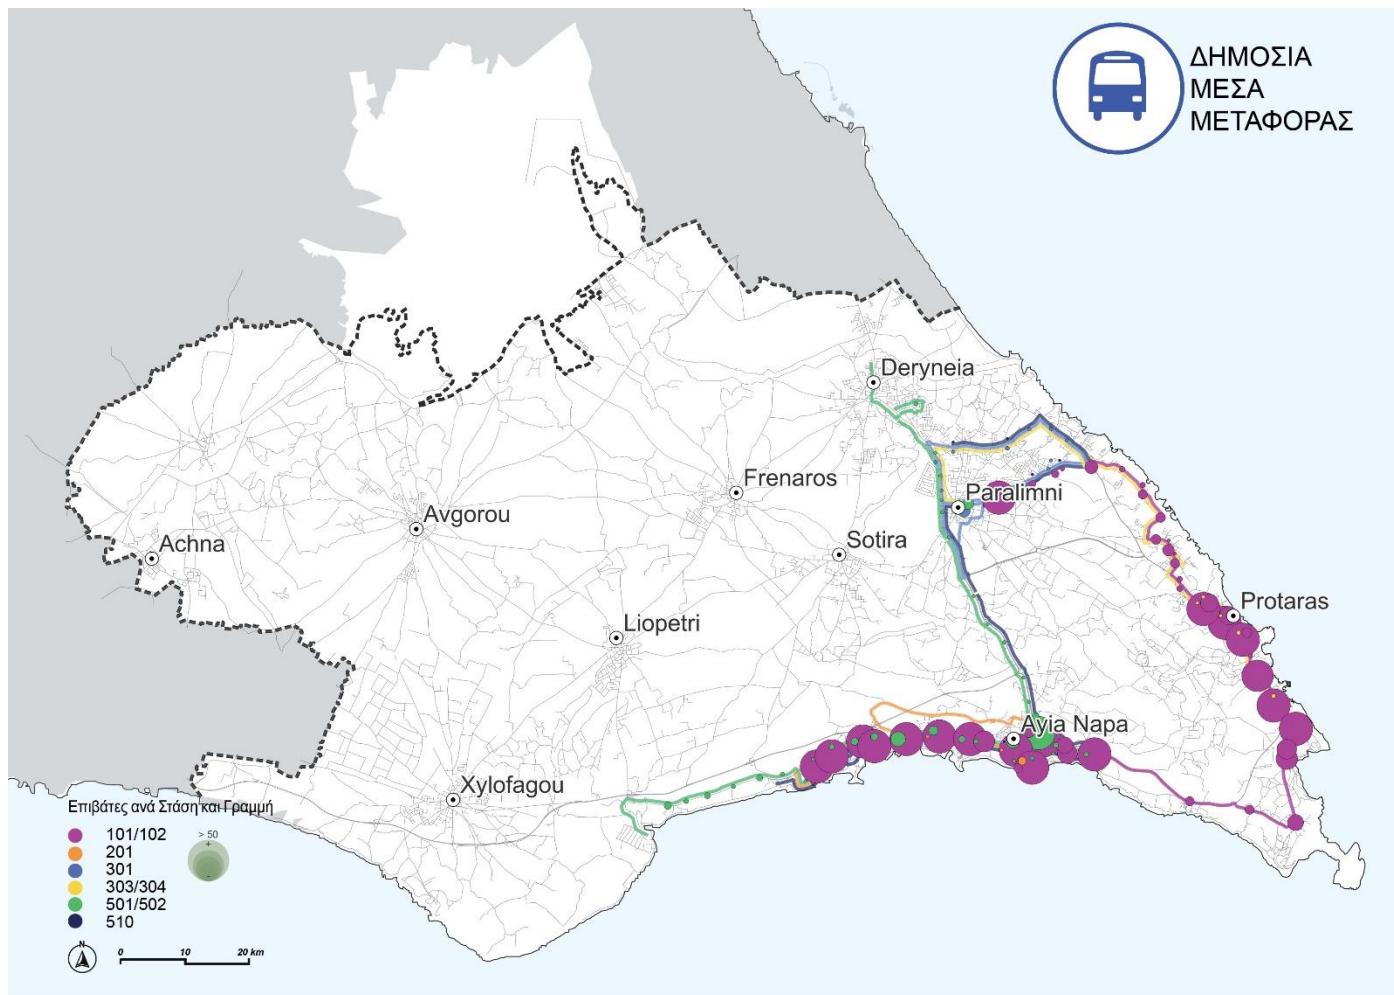 ΔΗΜΟΣΙΑ
ΜΕΣΑ
ΜΕΤΑΦΟΡΑΣ
Deryneia
Frenaros
Paralimni
Avgorou
Achna
Sotira
Protaras
Liopetri
Ayia Napa
Xylofagou
Επιβάτες ανά Στάση και Γραμμή
> 50
+
-
101/102
201
301
303/304
501/502
510
N
0 10 20 km